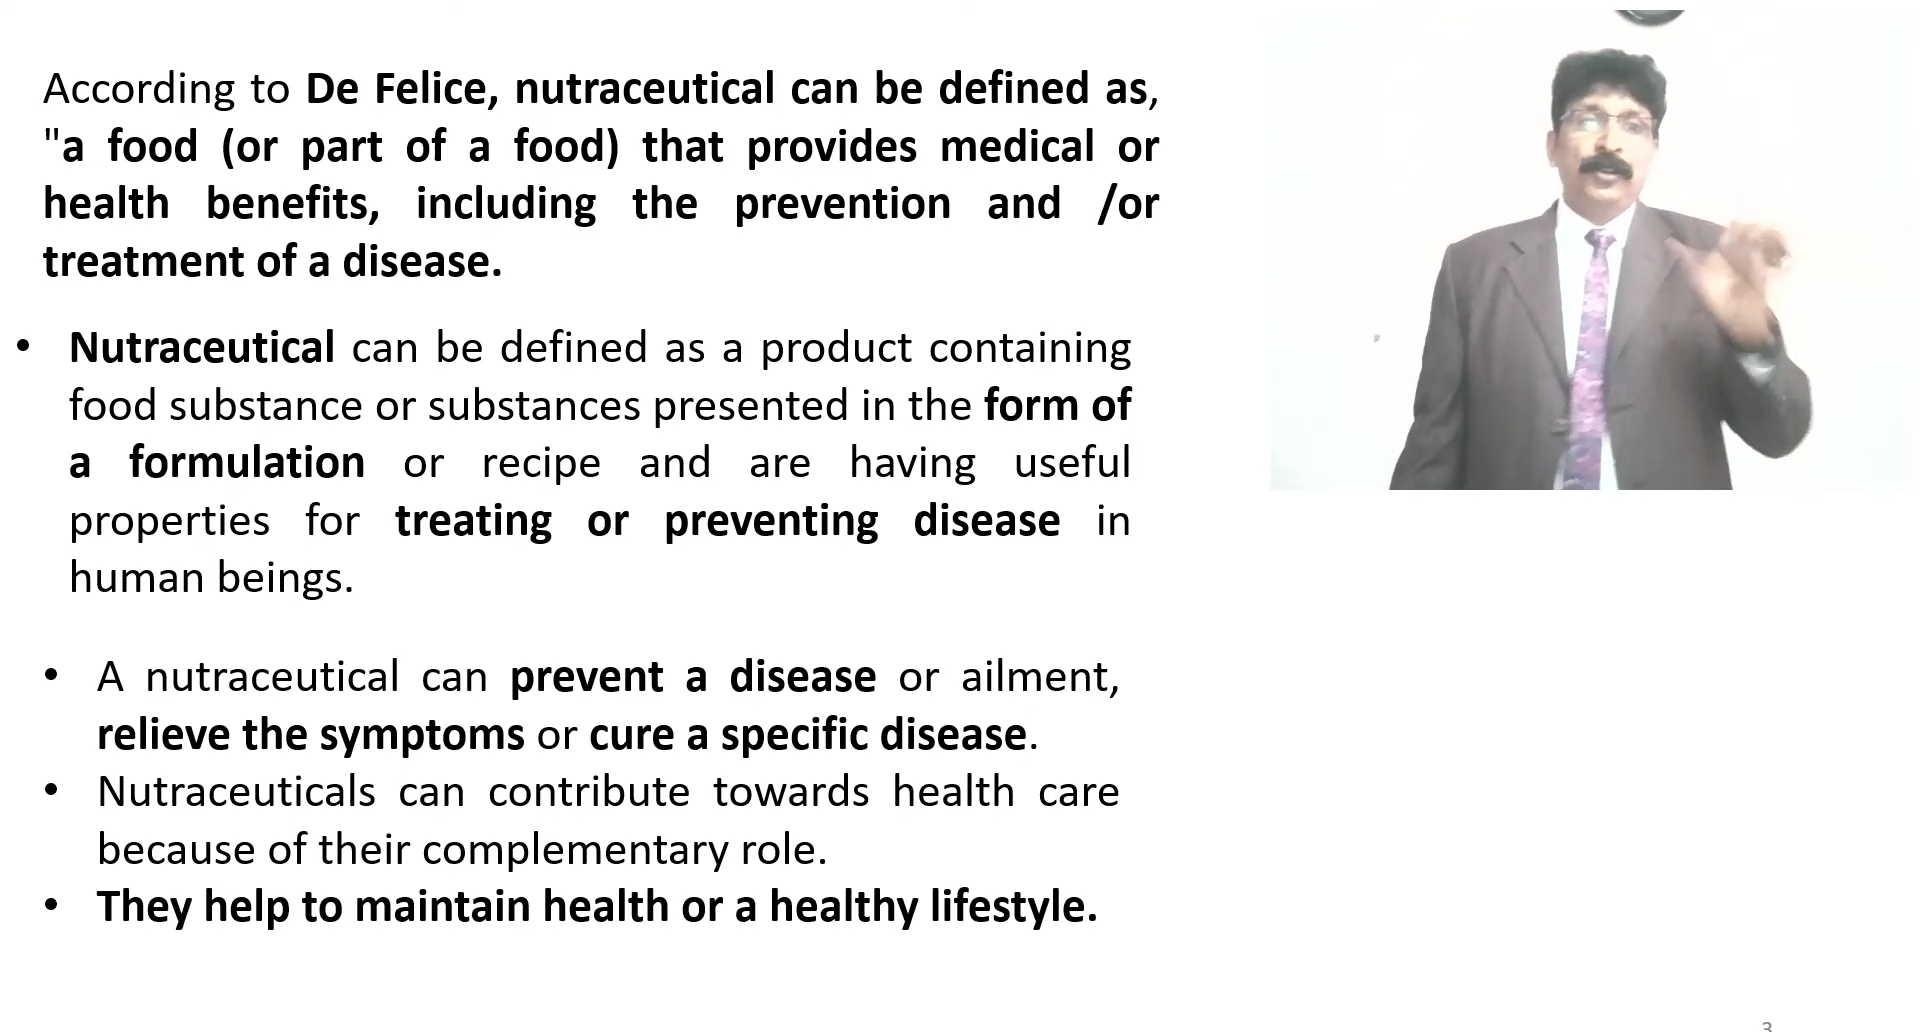 According to De Felice, nutraceutical can be defined as,
"a food (or part of a food) that provides medical or
health benefits, including the prevention and /or
treatment of a disease.
• Nutraceutical can be defined as a product containing
food substance or substances presented in the form of
a formulation or recipe and are having useful
properties for treating or preventing disease in
human beings.
• A nutraceutical can prevent a disease or ailment,
relieve the symptoms or cure a specific disease.
• Nutraceuticals can contribute towards health care
because of their complementary role.
• They help to maintain health or a healthy lifestyle.
3